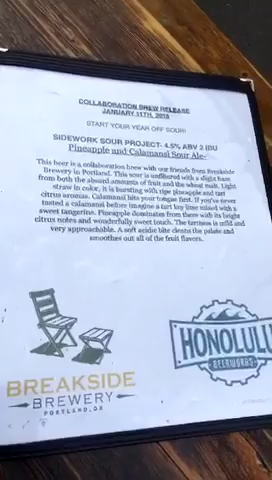 COLLABORATION BREW RELEASE
JANUARY 11TH, 2018
START YOUR YEAR OFF SOUR!
SIDEWORK SOUR PROJECT- 4.5% ABV 2 IBU
Pineapple and Calamansi Sour Ale-
This beer is a collaboration brew with our friends from Breakside
Brewery in Portland. This sour is unfiltered with a slight haze
from both the absurd amounts of fruit and the wheat malt. Light
straw in color, it is bursting with ripe pineapple and tart
citrus aromas. Calamansi hits your tongue first. If you've never
tasted a calamansi before imagine a tart key lime mixed with a
sweet tangerine. Pineapple dominates from there with its bright
citrus notes and wonderfully sweet touch. The tartness is mild and
very approachable. A soft acidic bite cleans the palate and
smoothes out all of the fruit flavors.
BREAKSIDE
BREWERY
PORTLAND, OR
HONOLULU
BEERWORKS